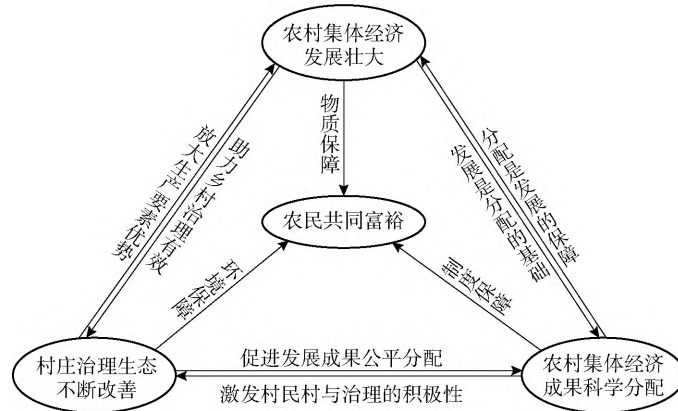 农村集体经济
发展壮大
物质保障
助力乡村治理有效
放大生产要素优势
分配是发展的保障
发展是分配的基础
农民共同富裕
环境保障
制度保障
村庄治理生态
不断改善
促进发展成果公平分配
激发村民村与治理的积极性
农村集体经济
成果科学分配